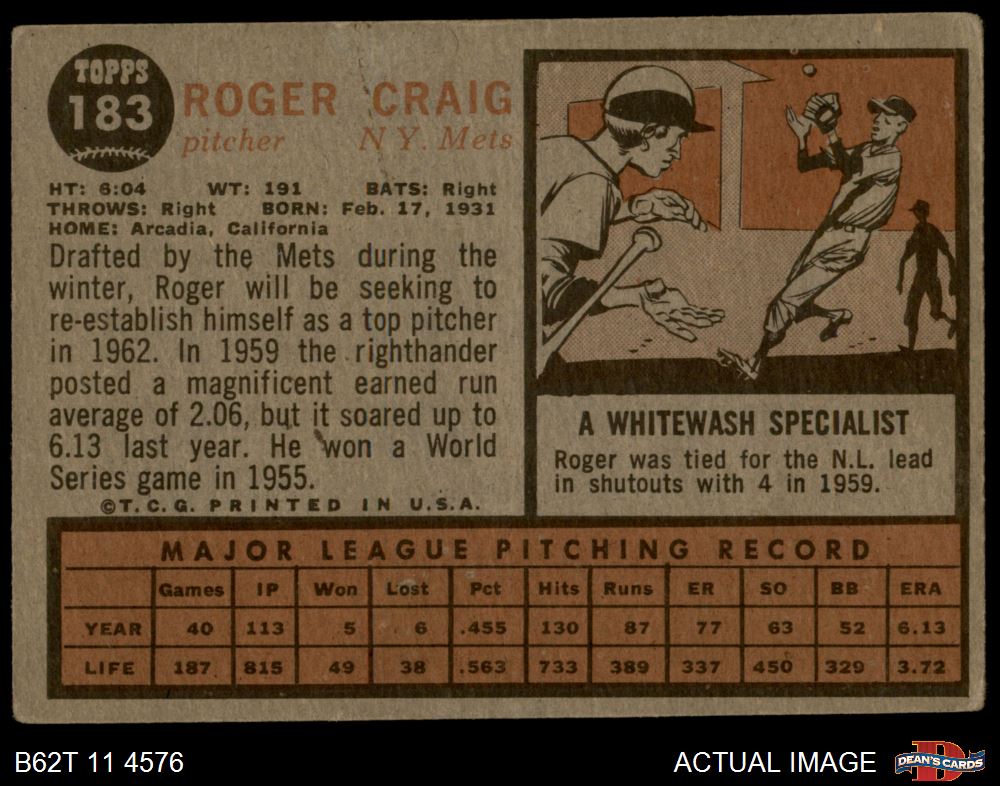 TOPPS
183
ROGER CRAIG
pitcher N Y. Mets
HT: 6:04 WT: 191 BATS: Right
THROWS: Right BORN: Feb. 17, 1931
HOME: Arcadia, California
Drafted by the Mets during the
winter, Roger will be seeking to
re-establish himself as a top pitcher
in 1962. In 1959 the righthander
posted a magnificent earned run
average of 2.06, but it soared up to
6.13 last year. He won a World
Series game in 1955.
©T.C.G. PRINTED IN U.S.A.
A WHITEWASH SPECIALIST
Roger was tied for the N.L. lead
in shutouts with 4 in 1959.
MAJOR LEAGUE PITCHING RECORD
Games IP Won Lost Pct Hits Runs ER SO BB ERA
YEAR 40 113 5 6 .455 130 87 77 63 52 6.13
LIFE 187 815 49 38 .563 733 389 337 450 329 3.72
B62T 11 4576 ACTUAL IMAGE
D
DEAN'S CARDS